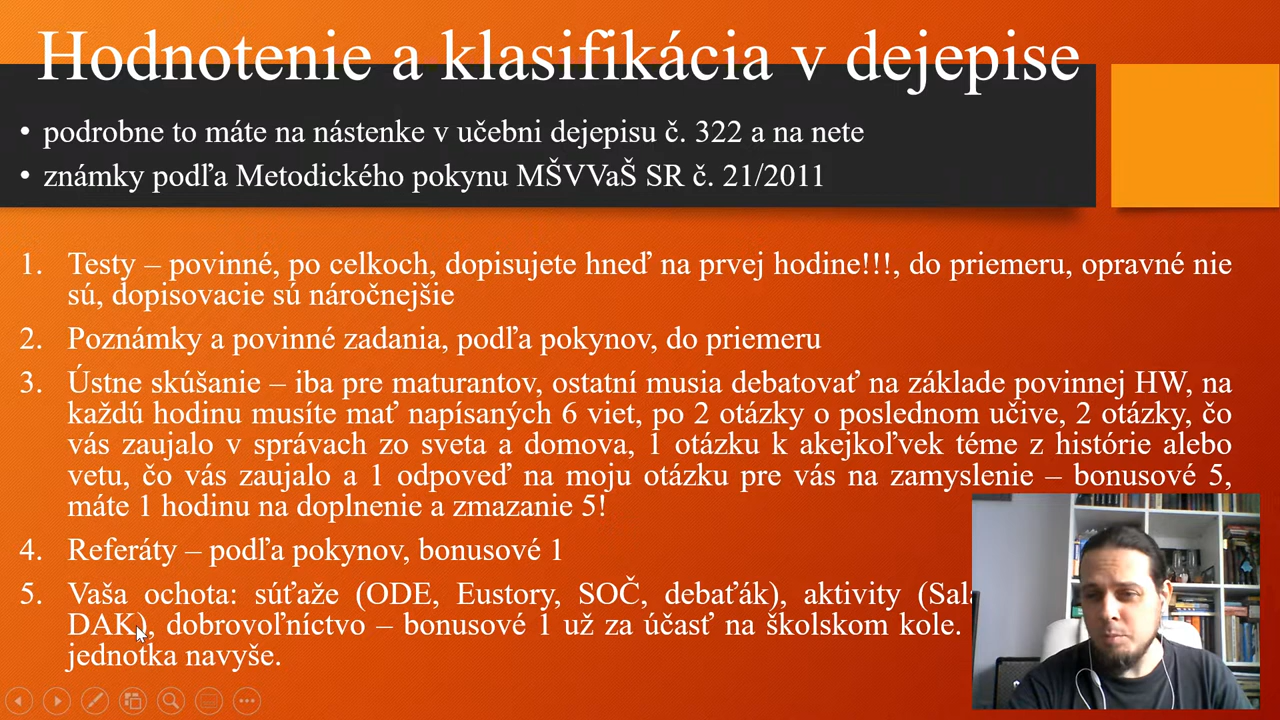 Hodnotenie a klasifikácia v dejepise
• podrobne to máte na nástenke v učebni dejepisu č. 322 a na nete
• známky podľa Metodického pokynu MŠVVaŠ SR č. 21/2011
1. Testy – povinné, po celkoch, dopisujete hneď na prvej hodine!!!, do priemeru, opravné nie
sú, dopisovacie sú náročnejšie
2. Poznámky a povinné zadania, podľa pokynov, do priemeru
3. Ústne skúšanie – iba pre maturantov, ostatní musia debatovať na základe povinnej HW, na
každú hodinu musíte mať napísaných 6 viet, po 2 otázky o poslednom učive, 2 otázky, čo
vás zaujalo v správach zo sveta a domova, 1 otázku k akejkoľvek téme z histórie alebo
vetu, čo vás zaujalo a 1 odpoveď na moju otázku pre vás na zamyslenie – bonusové 5,
máte 1 hodinu na doplnenie a zmazanie 5!
4. Referáty – podľa pokynov, bonusové 1
5. Vaša ochota: súťaže (ODE, Eustory, SOČ, debaťák), aktivity
DAK), dobrovoľníctvo – bonusové 1 už za účasť na školskom kole.
jednotka navyše.